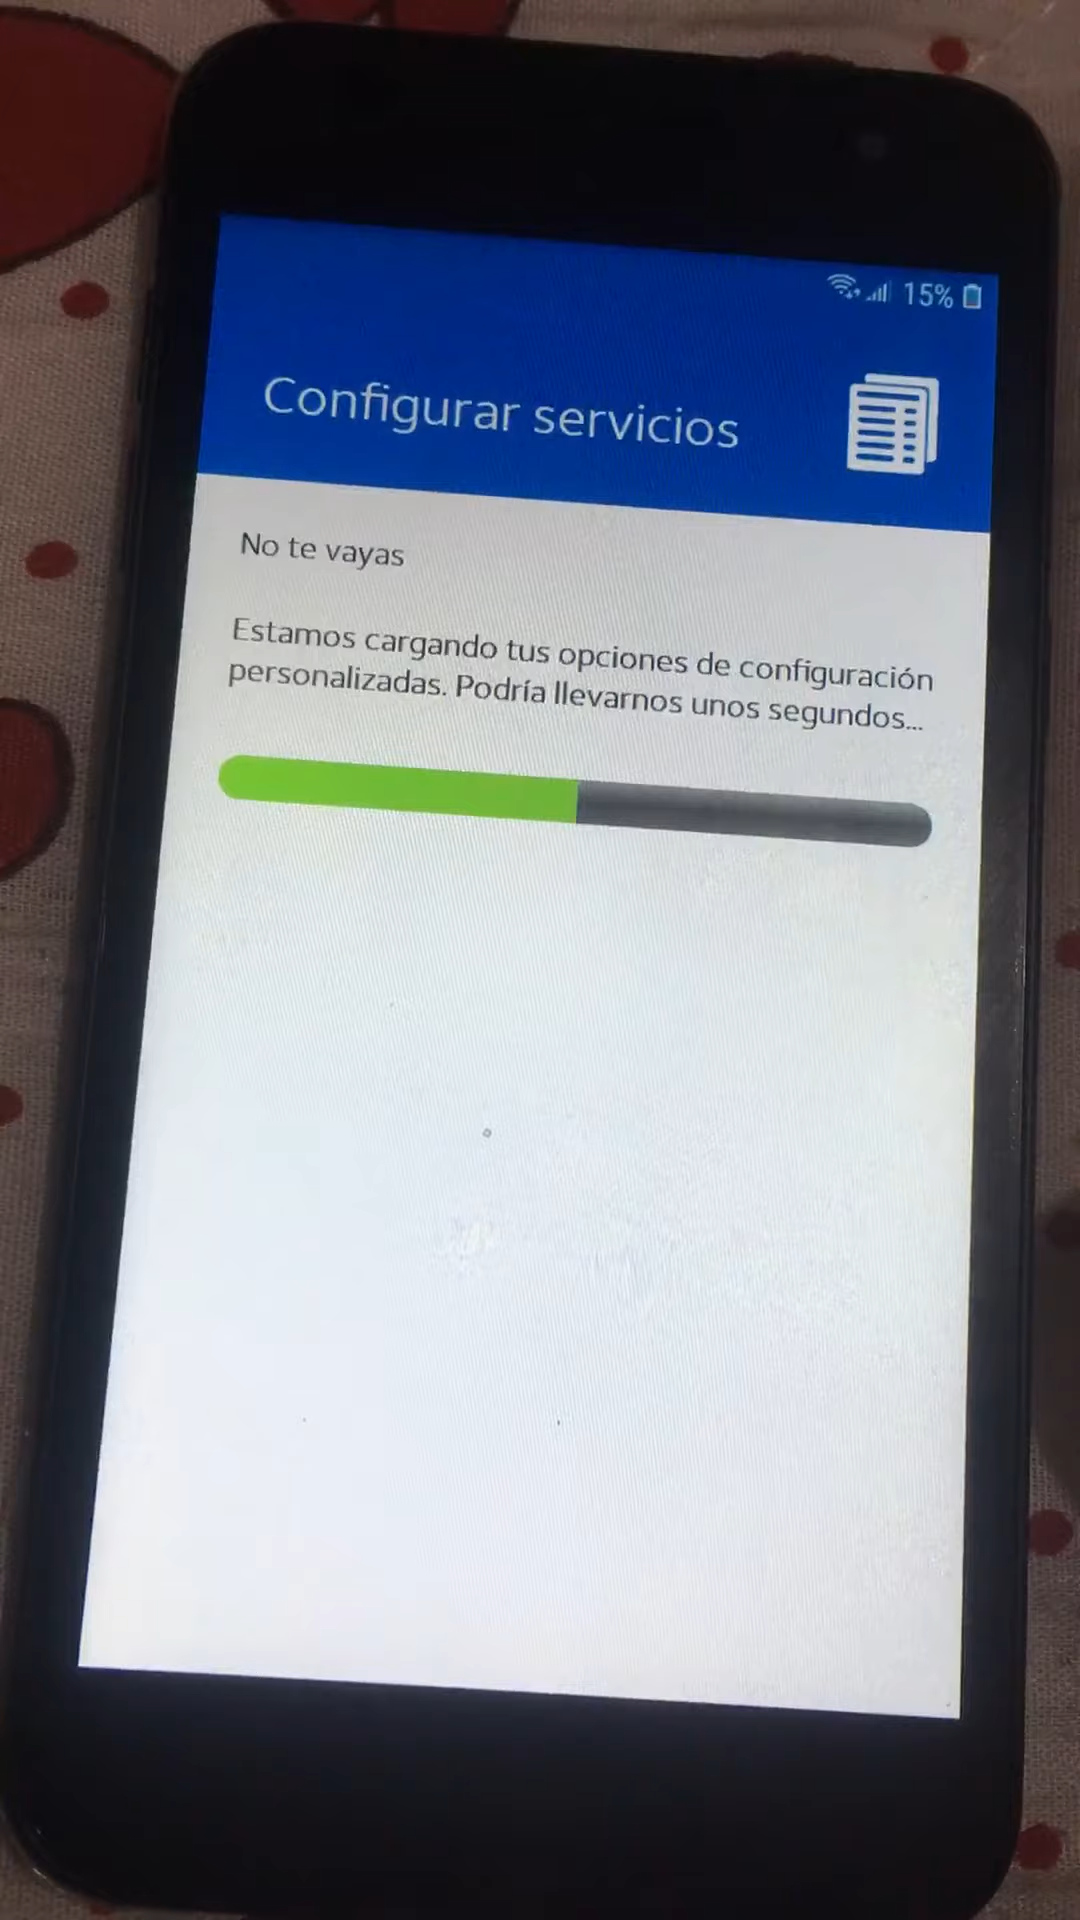 15%
Configurar servicios
No te vayas
Estamos cargando tus opciones de configuración
personalizadas. Podría llevarnos unos segundos...